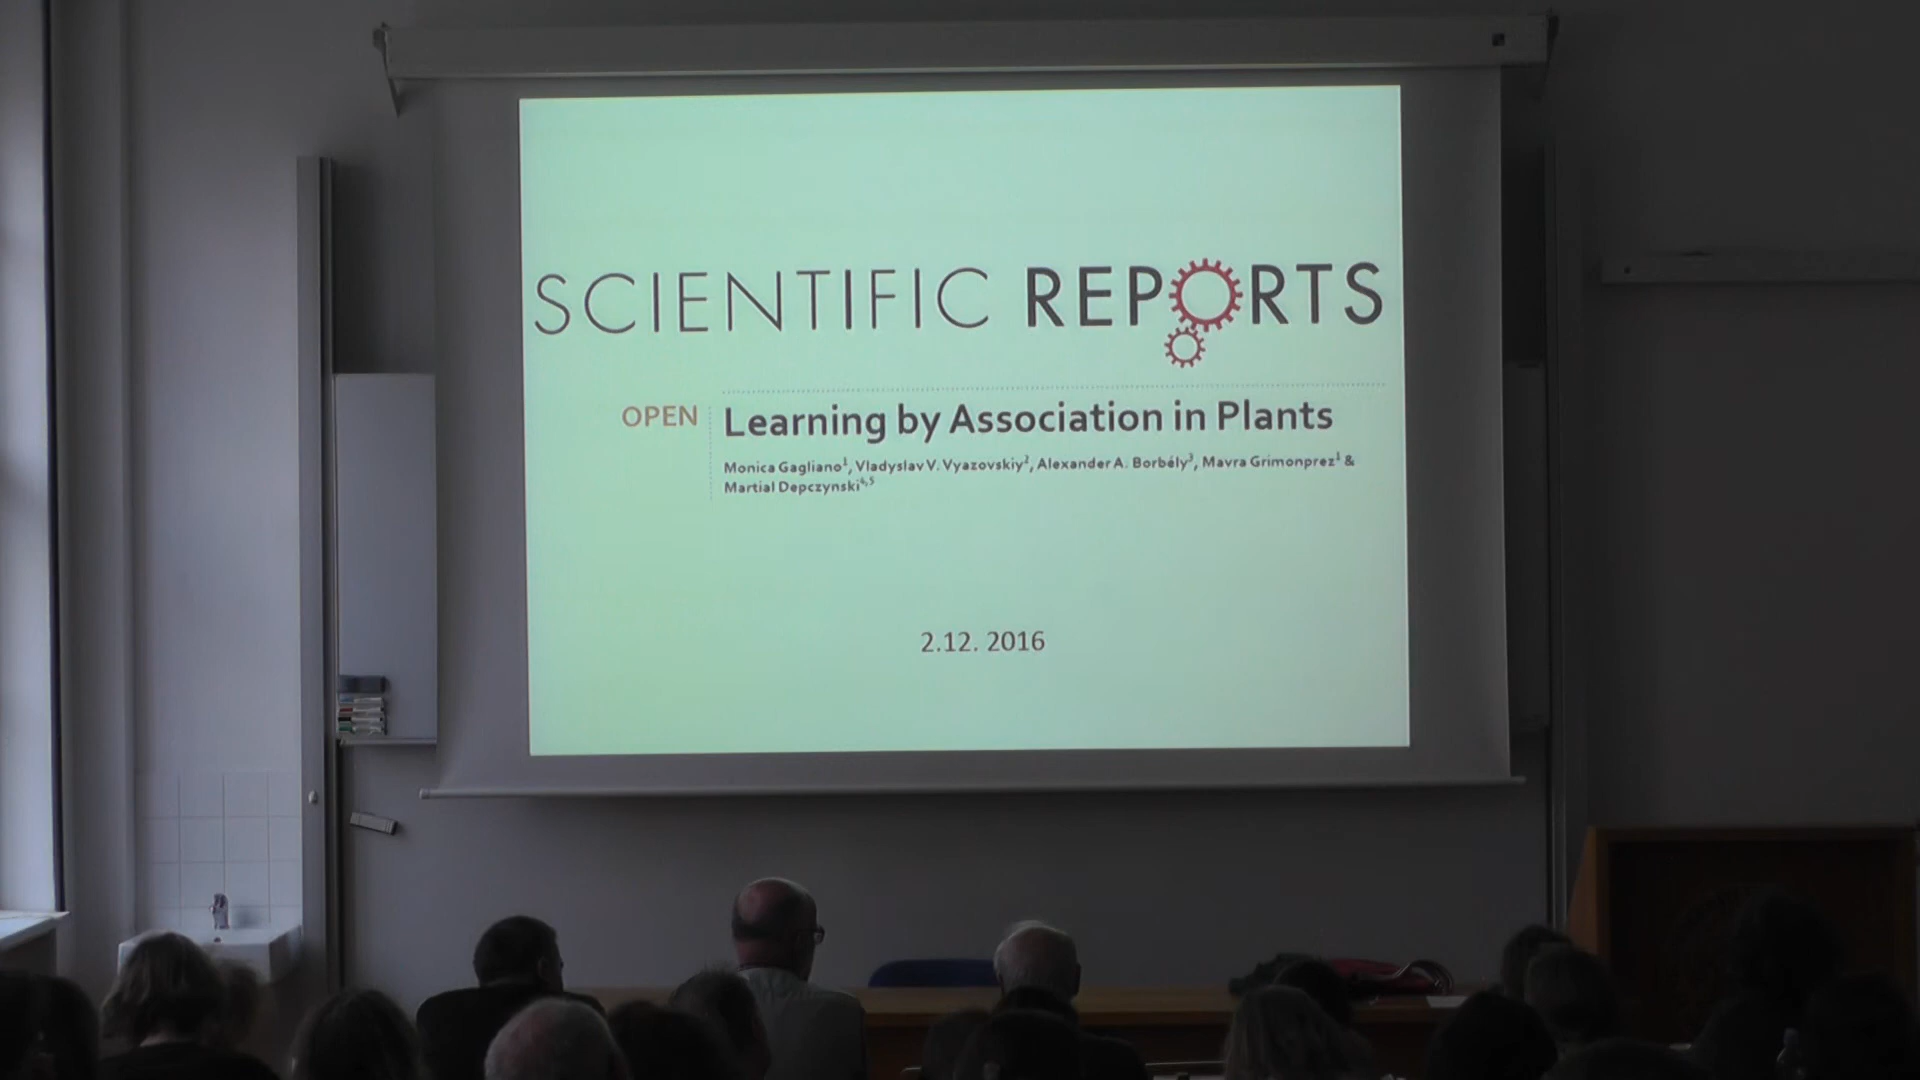 SCIENTIFIC REPORTS
OPEN
Learning by Association in Plants
Monica Gagliano1, Vladyslav V. Vyazovskiy2, Alexander A. Borbély3, Mavra Grimonprez1 &
Martial Depczynski4,5
2.12. 2016